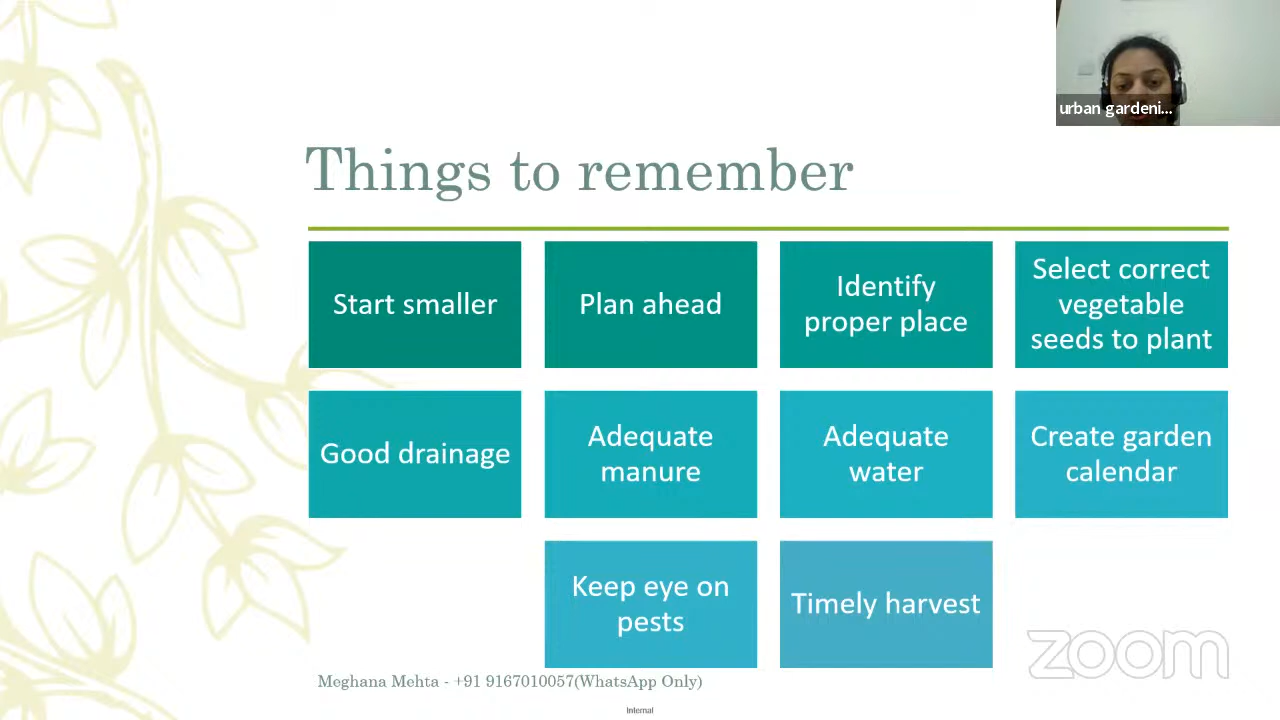 urban gardeni...
Things to remember
Start smaller
Plan ahead
Identify
proper place
Select correct
vegetable
seeds to plant
Good drainage
Adequate
manure
Adequate
water
Create garden
calendar
Keep eye on
pests
Timely harvest
zoom
Meghana Mehta - +91 9167010057(WhatsApp Only)
Internal